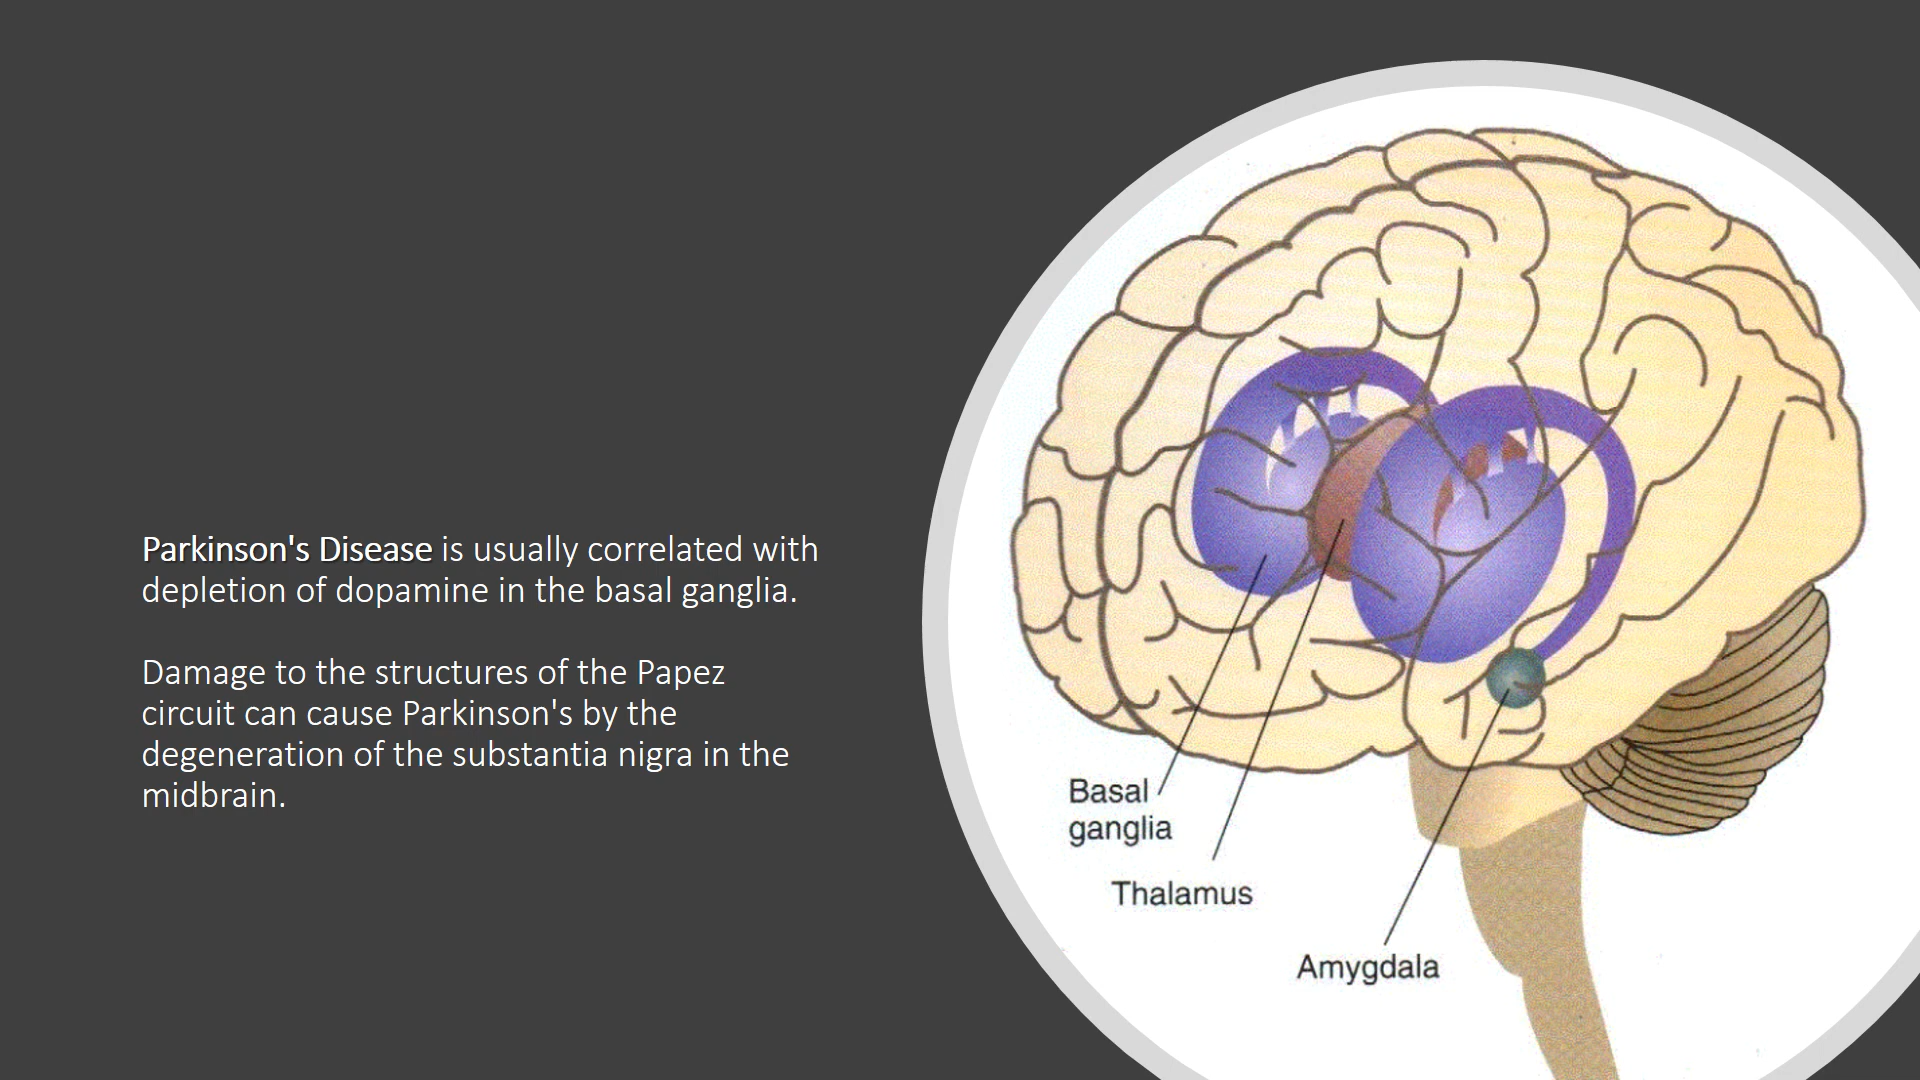 Parkinson's Disease is usually correlated with
depletion of dopamine in the basal ganglia.
Damage to the structures of the Papez
circuit can cause Parkinson's by the
degeneration of the substantia nigra in the
midbrain.
Basal
ganglia
Thalamus
Amygdala